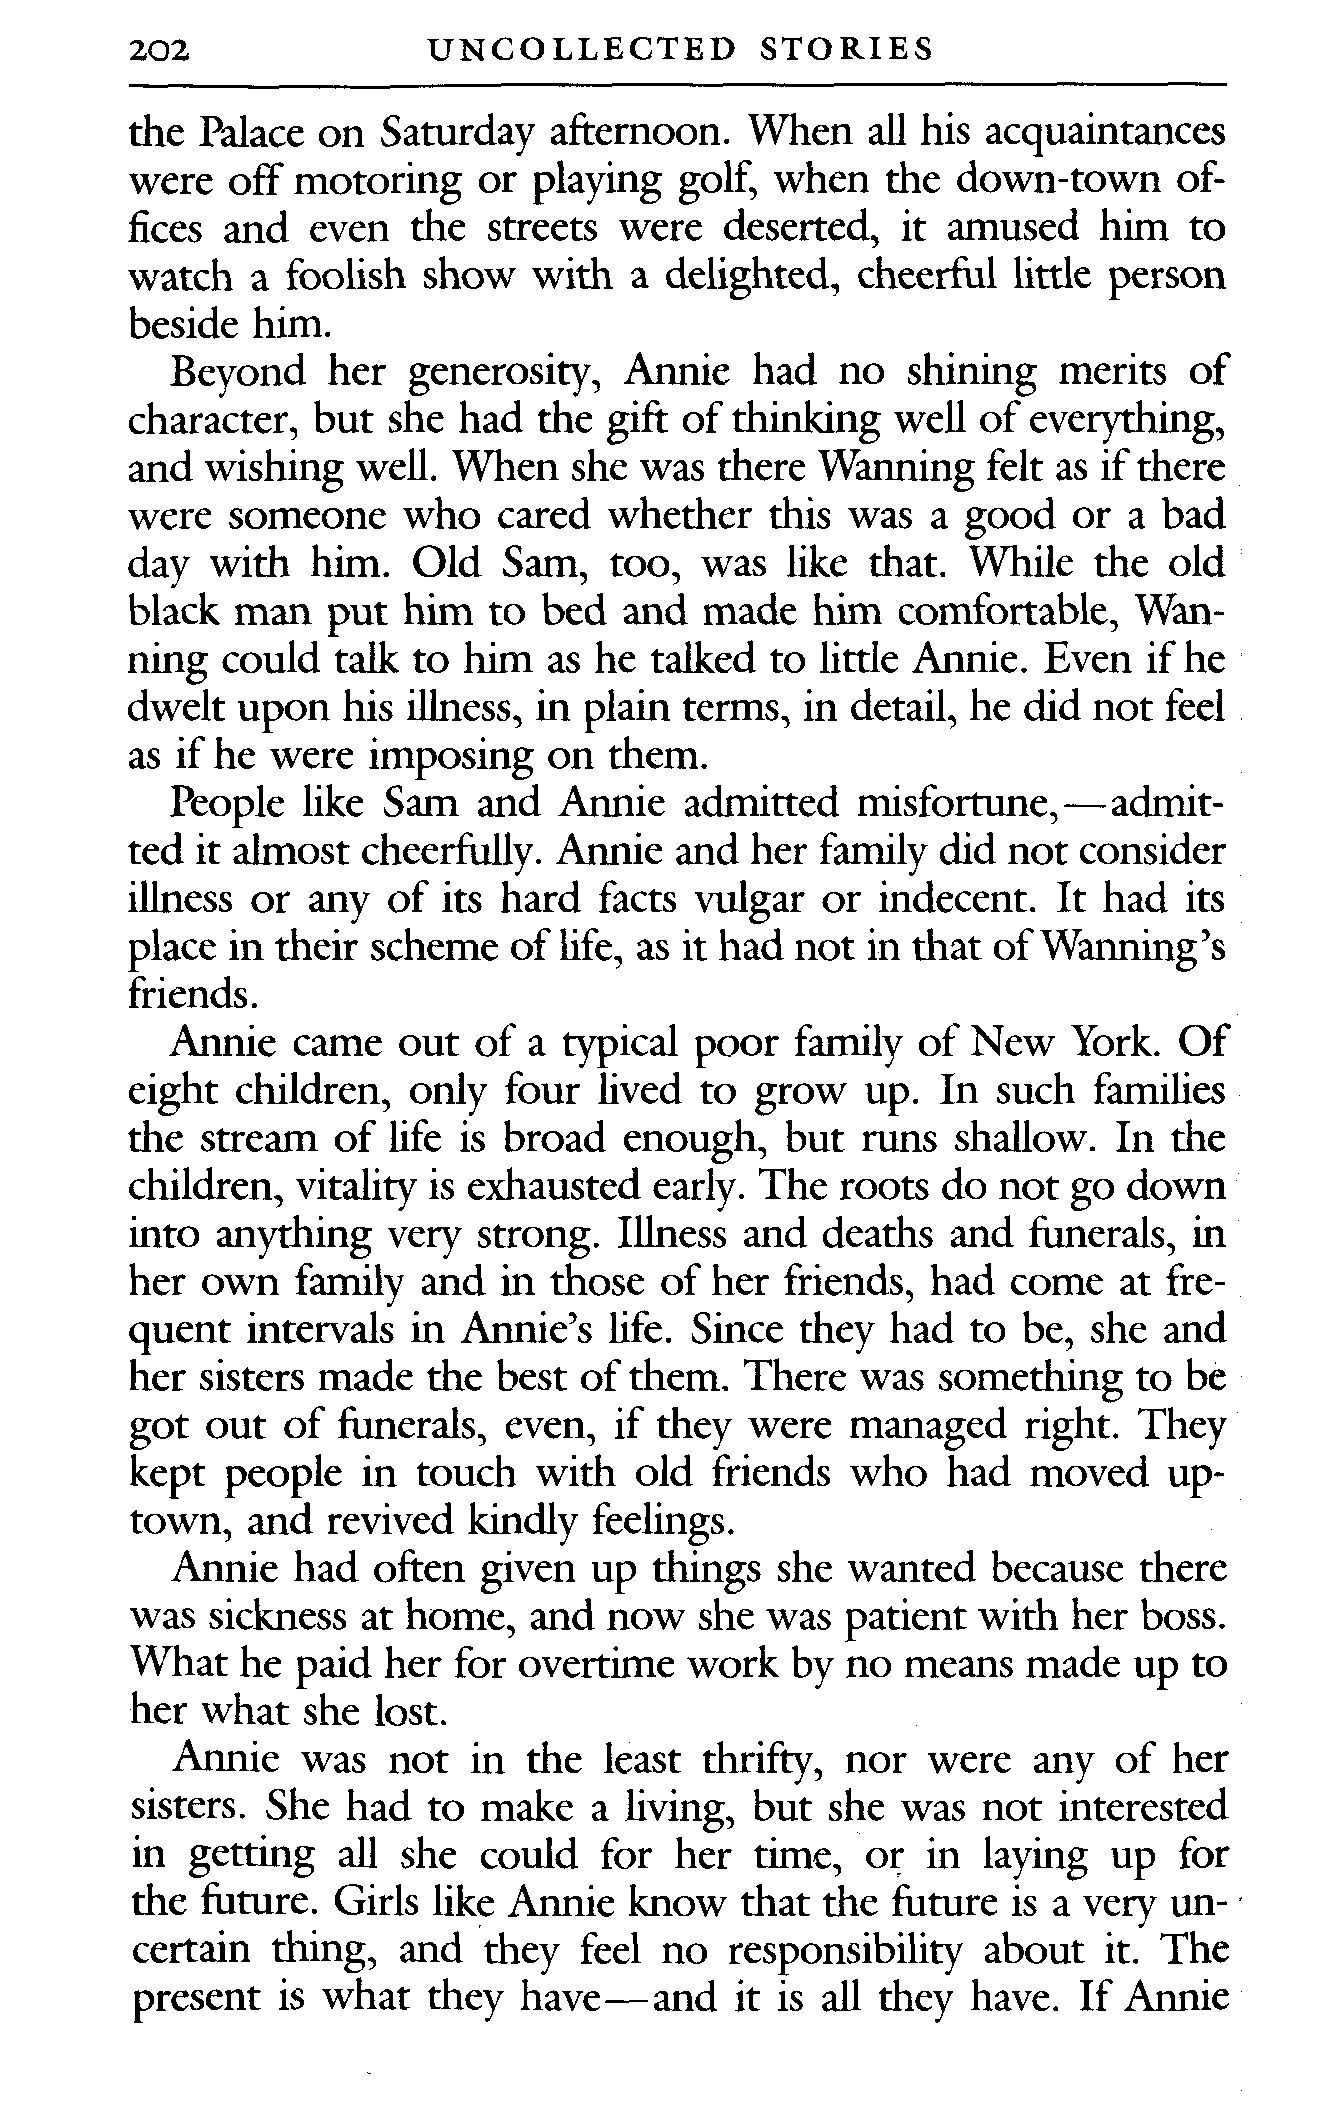 202 UNCOLLECTED STORIES
the Palace on Saturday afternoon. When all his acquaintances
were off motoring or playing golf, when the down-town of-
fices and even the streets were deserted, it amused him to
watch a foolish show with a delighted, cheerful little person
beside him.
Beyond her generosity, Annie had no shining merits of
character, but she had the gift of thinking well of everything,
and wishing well. When she was there Wanning felt as if there
were someone who cared whether this was a good or a bad
day with him. Old Sam, too, was like that. While the old
black man put him to bed and made him comfortable, Wan-
ning could talk to him as he talked to little Annie. Even if he
dwelt upon his illness, in plain terms, in detail, he did not feel
as if he were imposing on them.
People like Sam and Annie admitted misfortune,—admit-
ted it almost cheerfully. Annie and her family did not consider
illness or any of its hard facts vulgar or indecent. It had its
place in their scheme of life, as it had not in that of Wanning's
friends.
Annie came out of a typical poor family of New York. Of
eight children, only four lived to grow up. In such families
the stream of life is broad enough, but runs shallow. In the
children, vitality is exhausted early. The roots do not go down
into anything very strong. Illness and deaths and funerals, in
her own family and in those of her friends, had come at fre-
quent intervals in Annie's life. Since they had to be, she and
her sisters made the best of them. There was something to be
got out of funerals, even, if they were managed right. They
kept people in touch with old friends who had moved up-
town, and revived kindly feelings.
Annie had often given up things she wanted because there
was sickness at home, and now she was patient with her boss.
What he paid her for overtime work by no means made up to
her what she lost.
Annie was not in the least thrifty, nor were any of her
sisters. She had to make a living, but she was not interested
in getting all she could for her time, or in laying up for
the future. Girls like Annie know that the future is a very un-
certain thing, and they feel no responsibility about it. The
present is what they have—and it is all they have. If Annie